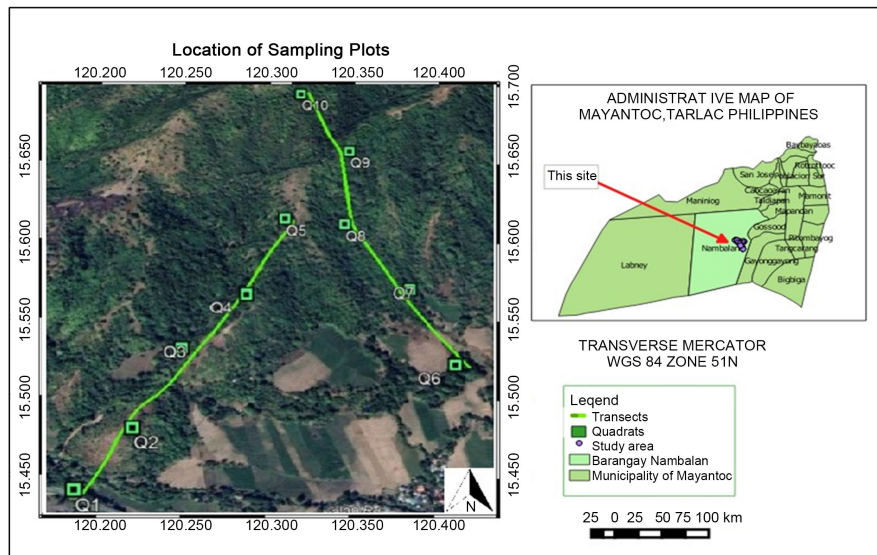 Location of Sampling Plots
120.200 120.250 120.310 120.350 120.400
15.700
15.650
15.600
15.550
15.500
15.450
15.650
15.600
15.550
15.500
15.450
Q10
Q9
Q5
Q8
Q4
Q7
Q3
Q6
Q2
Q1
N
120.200 120.250 120.300 120.350 120.400
ADMINISTRAT IVE MAP OF
MAYANTOC,TARLAC PHILIPPINES
This site
Baybayaoas
San Jose
Maniniog
Mamonit
Mapandan
Gossood
Nambalan
Pitombayog
Tangcarang
Labney
Gayonggayong
Bigbiga
TRANSVERSE MERCATOR
WGS 84 ZONE 51N
Leqend
Transects
Quadrats
Study area
Barangay Nambalan
Municipality of Mayantoc
25 0 25 50 75 100 km